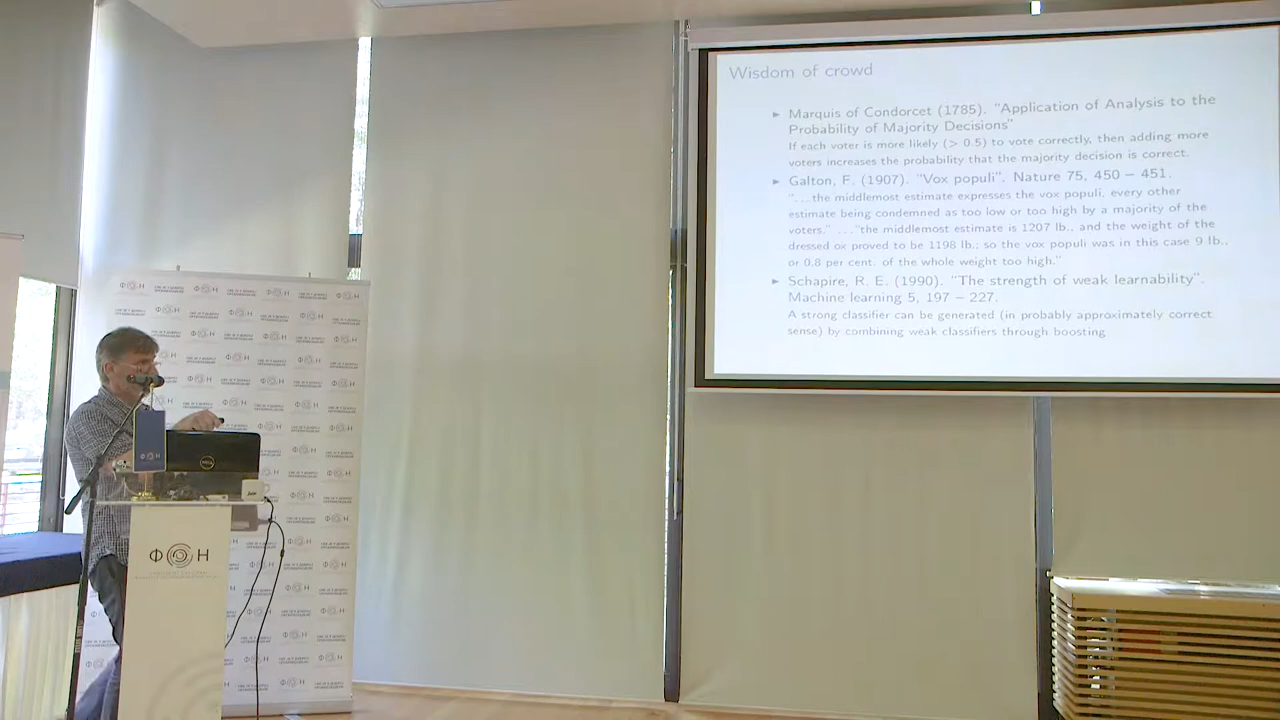 Wisdom of crowd
► Marquis of Condorcet (1785). "Application of Analysis to the
Probability of Majority Decisions"
If each voter is more likely (> 0.5) to vote correctly, then adding more
voters increases the probability that the majority decision is correct.
► Galton, F. (1907). "Vox populi". Nature 75, 450 – 451.
"...the middlemost estimate expresses the vox populi, every other
estimate being condemned as too low or too high by a majority of the
voters," ..."the middlemost estimate is 1207 lb., and the weight of the
dressed ox proved to be 1198 lb.; so the vox populi was in this case 9 lb.,
or 0.8 per cent. of the whole weight too high."
► Schapire, R. E. (1990). "The strength of weak learnability".
Machine learning 5, 197 – 227.
A strong classifier can be generated (in probably approximately correct
sense) by combining weak classifiers through boosting
DELL
ФОН